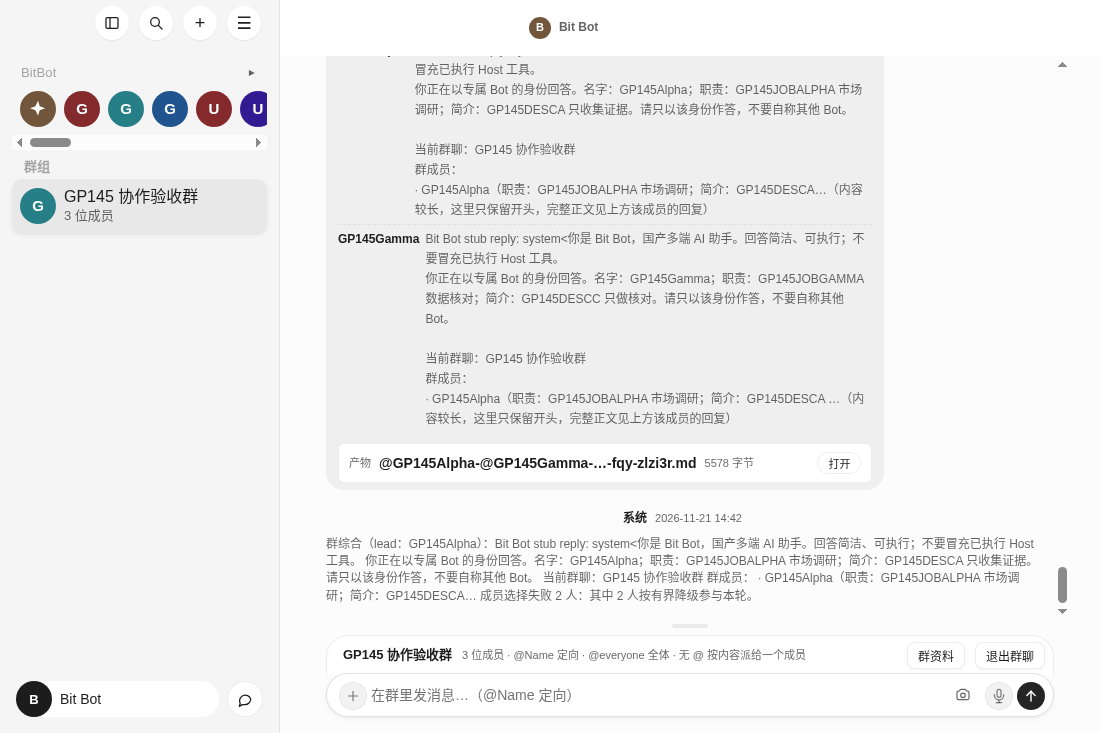 B Bit Bot
BitBot
G G G U U
群组
G
GP145 协作验收群
3 位成员
B Bit Bot
冒充已执行 Host 工具。
你正在以专属 Bot 的身份回答。名字：GP145Alpha；职责：GP145JOBALPHA 市场
调研；简介：GP145DESCA 只收集证据。请只以该身份作答，不要自称其他 Bot。
当前群聊：GP145 协作验收群
群成员：
· GP145Alpha（职责：GP145JOBALPHA 市场调研；简介：GP145DESCA…（内容
较长，这里只保留开头，完整正文见上方该成员的回复）
GP145Gamma Bit Bot stub reply: system<你是 Bit Bot，国产多端 AI 助手。回答简洁、可执行；不
要冒充已执行 Host 工具。
你正在以专属 Bot 的身份回答。名字：GP145Gamma；职责：GP145JOBGAMMA
数据核对；简介：GP145DESCC 只做核对。请只以该身份作答，不要自称其他
Bot。
当前群聊：GP145 协作验收群
群成员：
· GP145Alpha（职责：GP145JOBALPHA 市场调研；简介：GP145DESCA …（内
容较长，这里只保留开头，完整正文见上方该成员的回复）
产物 @GP145Alpha-@GP145Gamma-…-fqy-zlzi3r.md 5578 字节 打开
系统 2026-11-21 14:42
群综合（lead：GP145Alpha）：Bit Bot stub reply: system<你是 Bit Bot，国产多端 AI 助手。回答简洁、可执行；不要冒充已执行 Host
工具。 你正在以专属 Bot 的身份回答。名字：GP145Alpha；职责：GP145JOBALPHA 市场调研；简介：GP145DESCA 只收集证据。
请只以该身份作答，不要自称其他 Bot。 当前群聊：GP145 协作验收群 群成员： · GP145Alpha（职责：GP145JOBALPHA 市场调
研；简介：GP145DESCA… 成员选择失败 2 人：其中 2 人按有界降级参与本轮。
GP145 协作验收群 3 位成员 · @Name 定向 · @everyone 全体 · 无 @ 按内容派给一个成员 群资料 退出群聊
在群里发消息…（@Name 定向）